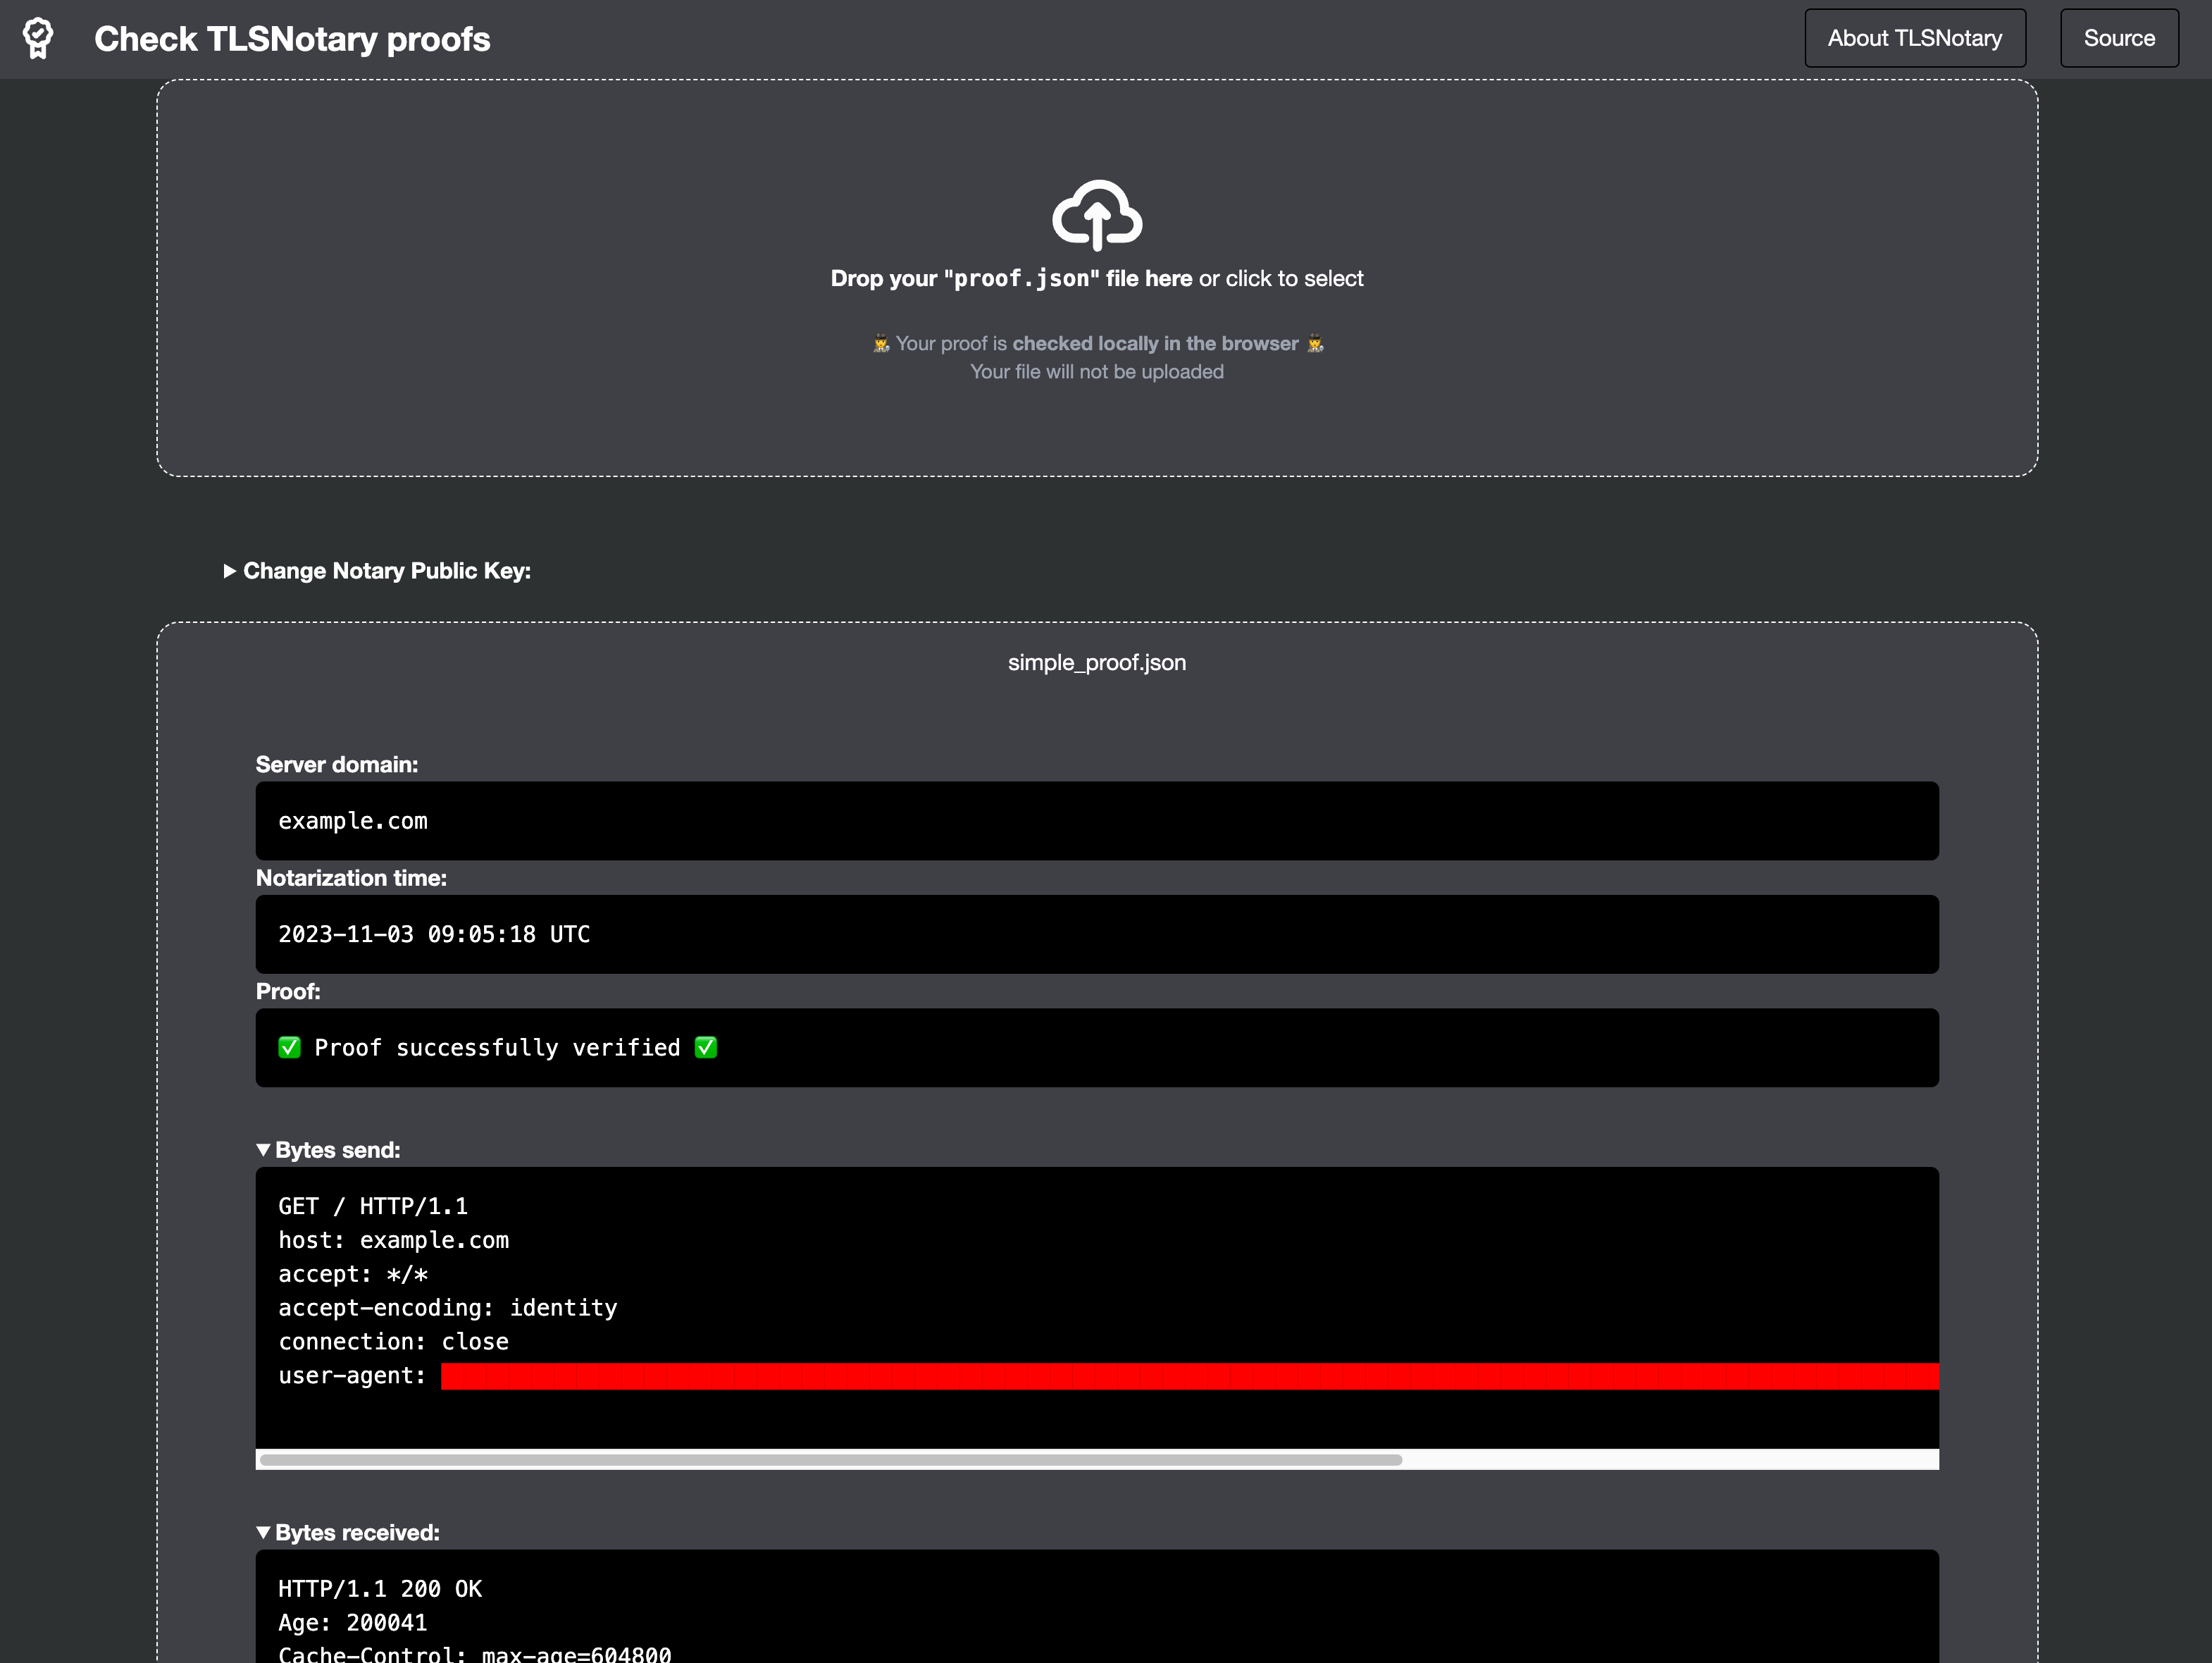 Check TLSNotary proofs
About TLSNotary
Source
Drop your "proof.json" file here or click to select
🕵️ Your proof is checked locally in the browser 🕵️
Your file will not be uploaded
▶ Change Notary Public Key:
simple_proof.json
Server domain:
example.com
Notarization time:
2023-11-03 09:05:18 UTC
Proof:
✅ Proof successfully verified ✅
▼ Bytes send:
GET / HTTP/1.1
host: example.com
accept: */*
accept-encoding: identity
connection: close
user-agent:
▼ Bytes received:
HTTP/1.1 200 OK
Age: 200041
Cache-Control: max-age=604800